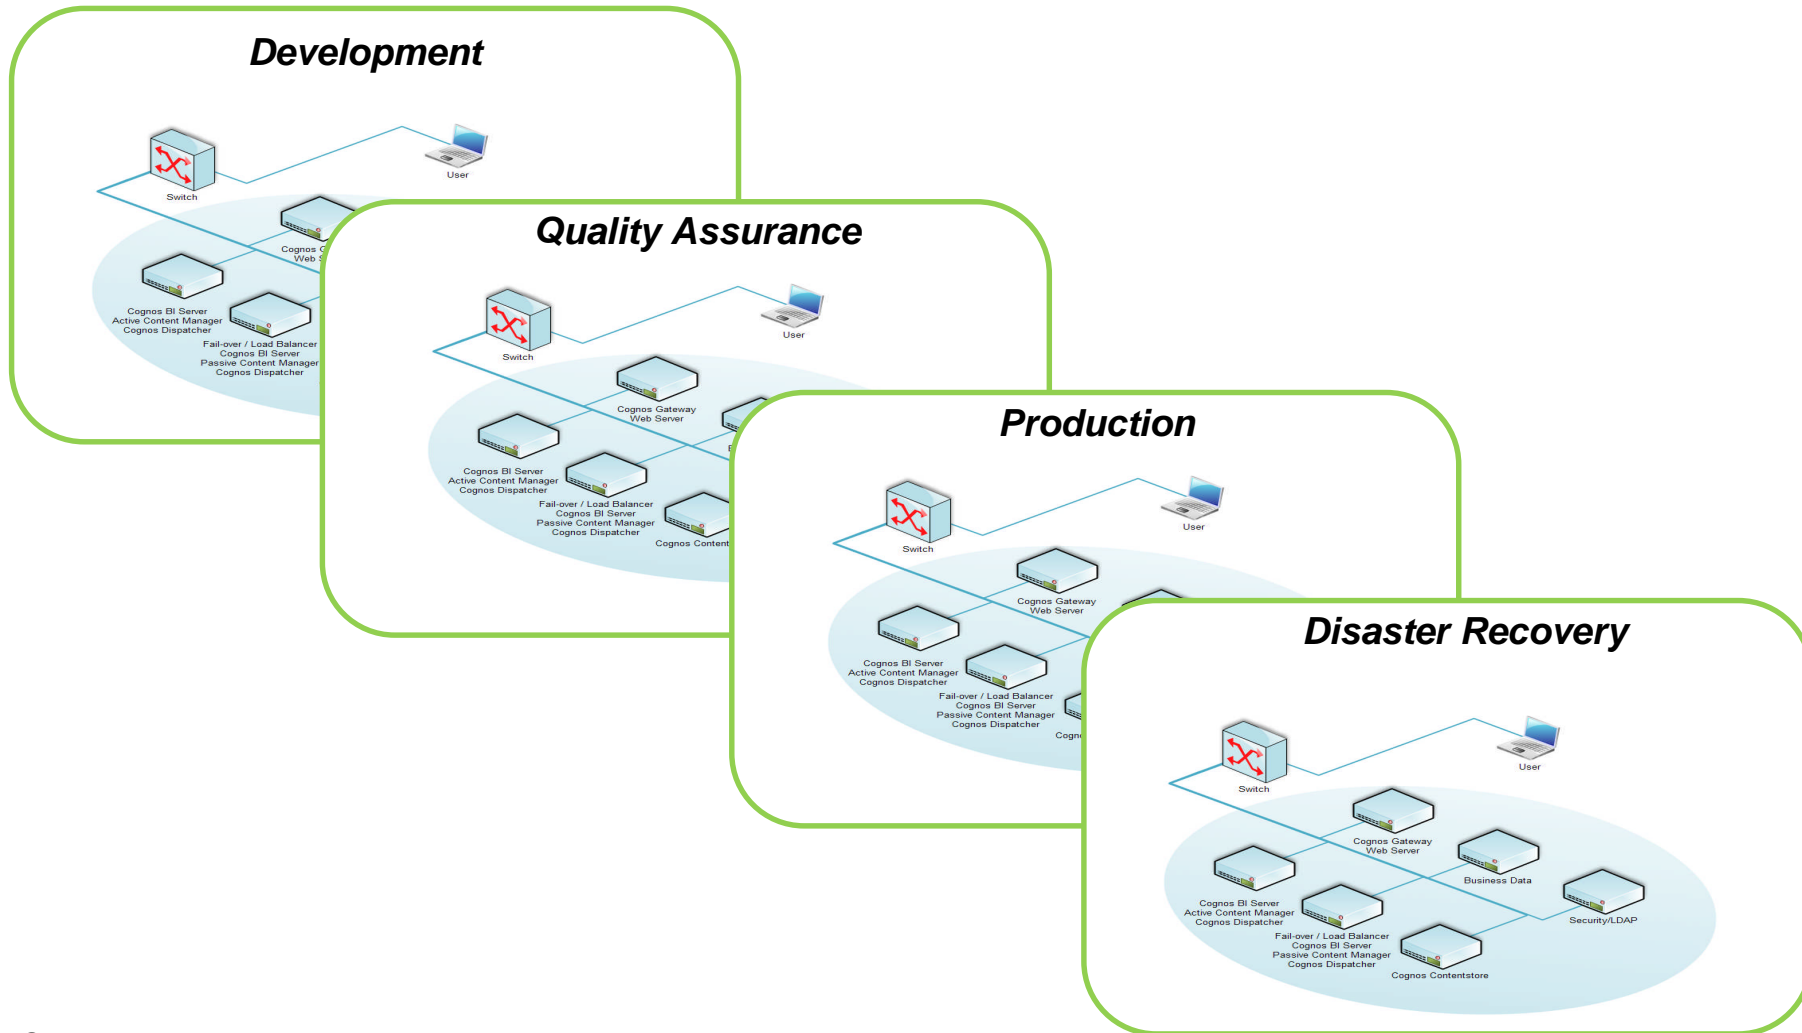 Development
User
Switch
Cognos G
Web S
Cognos BI Server
Active Content Manager
Cognos Dispatcher
Fail-over / Load Balancer
Cognos BI Server
Passive Content Manager
Cognos Dispatcher
Quality Assurance
User
Switch
Cognos Gateway
Web Server
Cognos BI Server
Active Content Manager
Cognos Dispatcher
Fail-over / Load Balancer
Cognos BI Server
Passive Content Manager
Cognos Dispatcher
Cognos Content
Production
User
Switch
Cognos Gateway
Web Server
Cognos BI Server
Active Content Manager
Cognos Dispatcher
Fail-over / Load Balancer
Cognos BI Server
Passive Content Manager
Cognos Dispatcher
Cogn
Disaster Recovery
User
Switch
Cognos Gateway
Web Server
Business Data
Security/LDAP
Cognos BI Server
Active Content Manager
Cognos Dispatcher
Fail-over / Load Balancer
Cognos BI Server
Passive Content Manager
Cognos Dispatcher
Cognos Contentstore